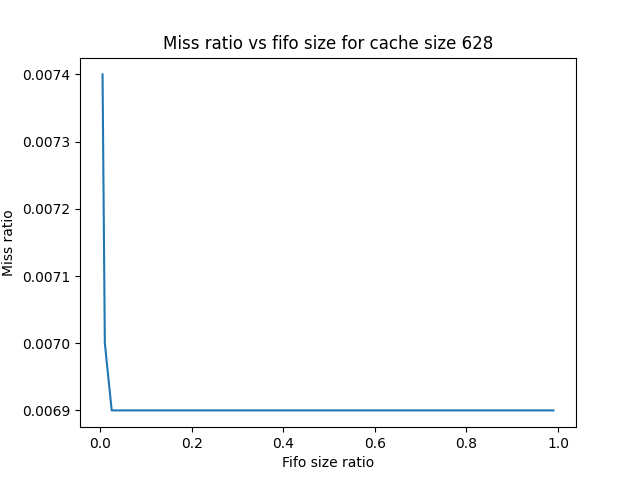 Miss ratio vs fifo size for cache size 628
Miss ratio
0.0074
0.0073
0.0072
0.0071
0.0070
0.0069
0.0 0.2 0.4 0.6 0.8 1.0
Fifo size ratio